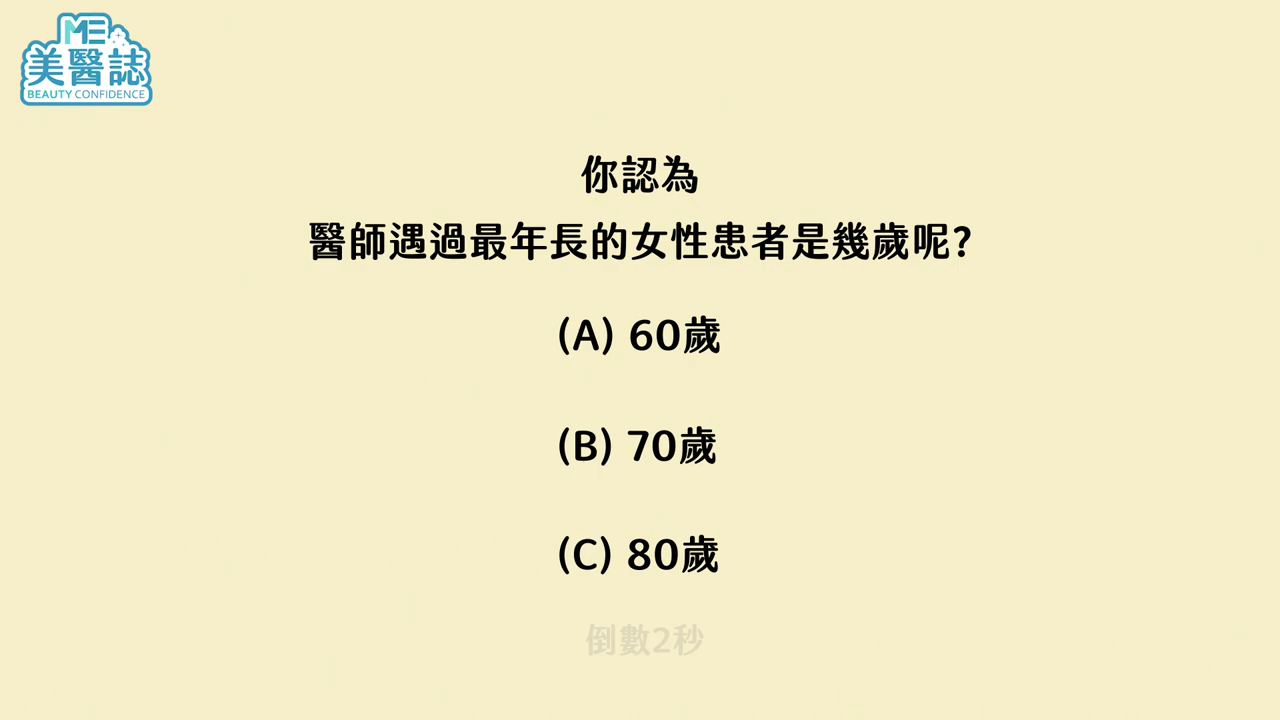 ME
美醫誌
BEAUTY CONFIDENCE
你認為
醫師遇過最年長的女性患者是幾歲呢?
(A) 60歲
(B) 70歲
(C) 80歲
倒數2秒